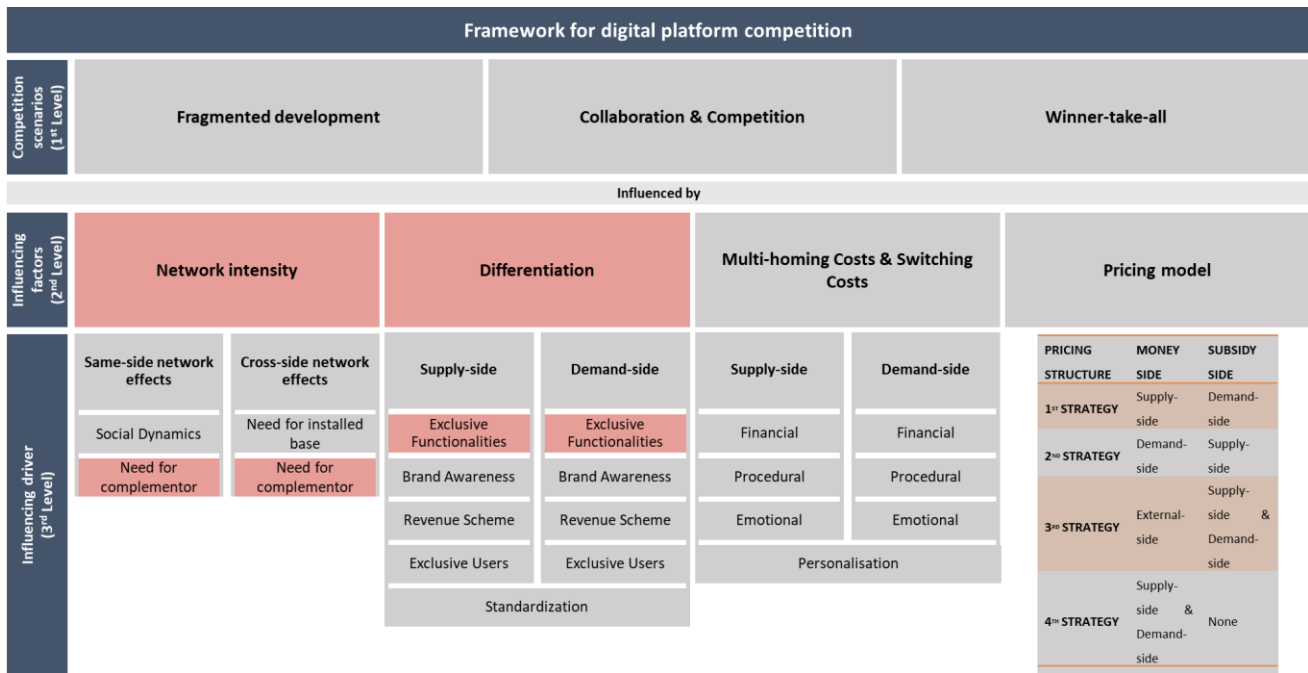 Framework for digital platform competition
Competition
scenarios
(1st Level)
Fragmented development
Collaboration & Competition
Winner-take-all
Influenced by
Influencing
factors
(2nd Level)
Network intensity
Differentiation
Multi-homing Costs & Switching
Costs
Pricing model
Influencing driver
(3rd Level)
Same-side network
effects
Social Dynamics
Need for
complementor
Cross-side network
effects
Need for installed
base
Need for
complementor
Supply-side
Exclusive
Functionalities
Brand Awareness
Revenue Scheme
Exclusive Users
Demand-side
Exclusive
Functionalities
Brand Awareness
Revenue Scheme
Exclusive Users
Standardization
Supply-side
Financial
Procedural
Emotional
Demand-side
Financial
Procedural
Emotional
Personalisation
PRICING
STRUCTURE
MONEY
SIDE
SUBSIDY
SIDE
1ST STRATEGY
Supply-
side
Demand-
side
2ND STRATEGY
Demand-
side
Supply-
side
3RD STRATEGY
External-
side
Supply-
side &
Demand-
side
4TH STRATEGY
Supply-
side &
Demand-
side
None